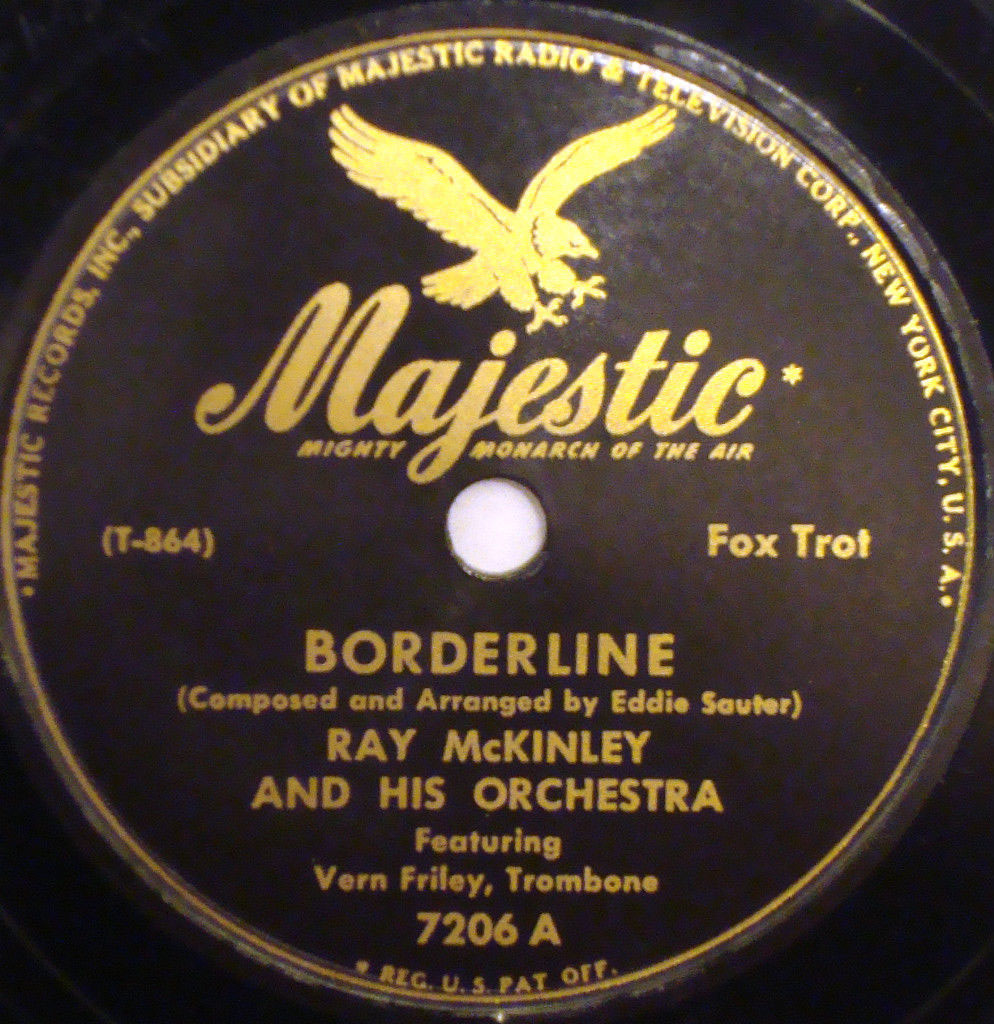 • MAJESTIC RECORDS, INC., SUBSIDIARY OF MAJESTIC RADIO & TELEVISION CORP., NEW YORK CITY, U.S.A. •
Majestic*
MIGHTY MONARCH OF THE AIR
(T-864)
Fox Trot
BORDERLINE
(Composed and Arranged by Eddie Sauter)
RAY McKINLEY
AND HIS ORCHESTRA
Featuring
Vern Friley, Trombone
7206 A
* REG. U.S. PAT OFF.